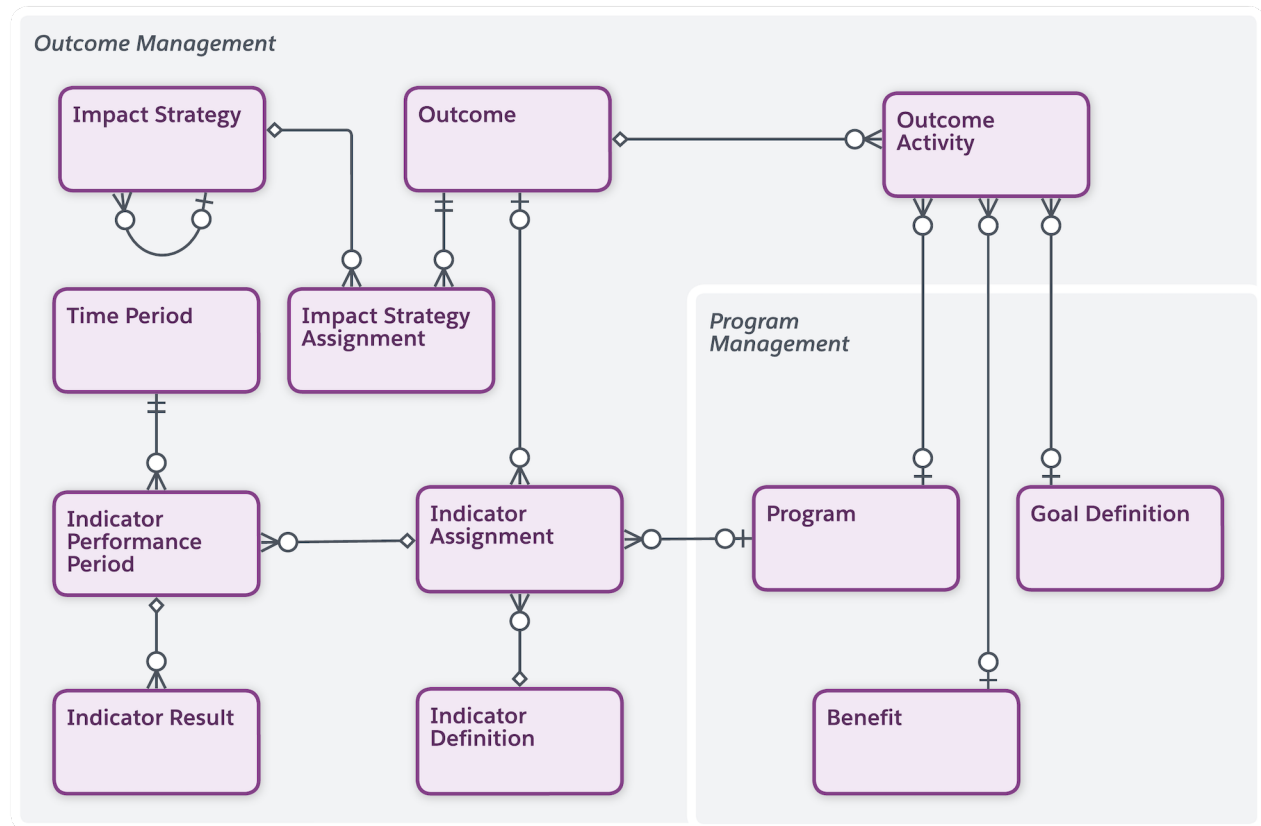 Outcome Management
Impact Strategy
Outcome
Outcome
Activity
Time Period
Impact Strategy
Assignment
Program
Management
Indicator
Performance
Period
Indicator
Assignment
Program
Goal Definition
Indicator Result
Indicator
Definition
Benefit